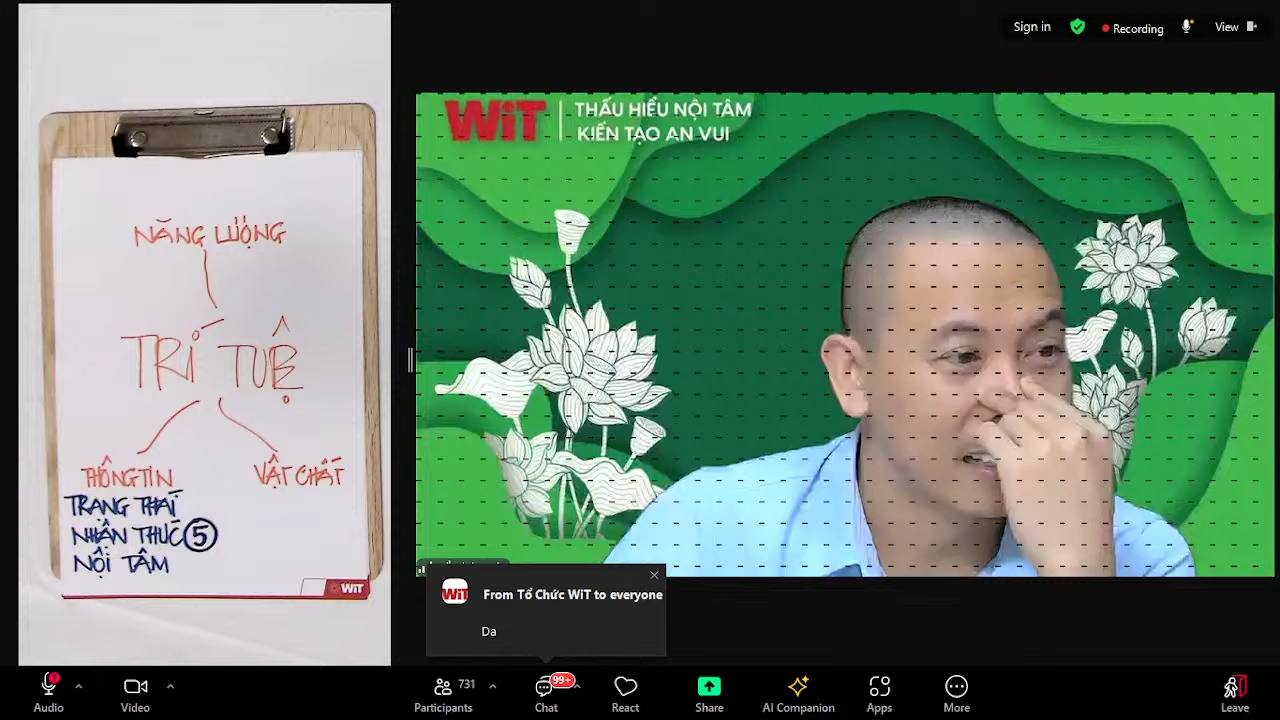 Sign in
Recording
View
WiT
THẤU HIỂU NỘI TÂM
KIẾN TẠO AN VUI
NĂNG LƯỢNG
TRÍ TUỆ
THÔNG TIN
VẬT CHẤT
TRẠNG THÁI
NHẬN THỨC 5
NỘI TÂM
WiT
WiT
From Tổ Chức WiT to everyone
Da
Audio
Video
731
Participants
99+
Chat
React
Share
AI Companion
Apps
More
Leave